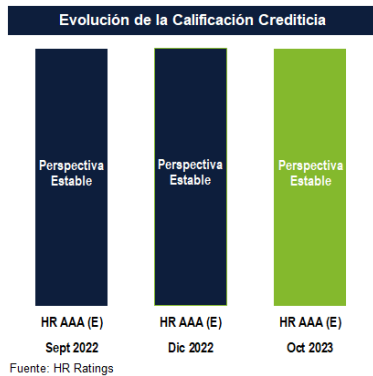 Evolución de la Calificación Crediticia
Perspectiva Estable
Perspectiva Estable
Perspectiva Estable
HR AAA (E) HR AAA (E) HR AAA (E)
Sept 2022 Dic 2022 Oct 2023
Fuente: HR Ratings